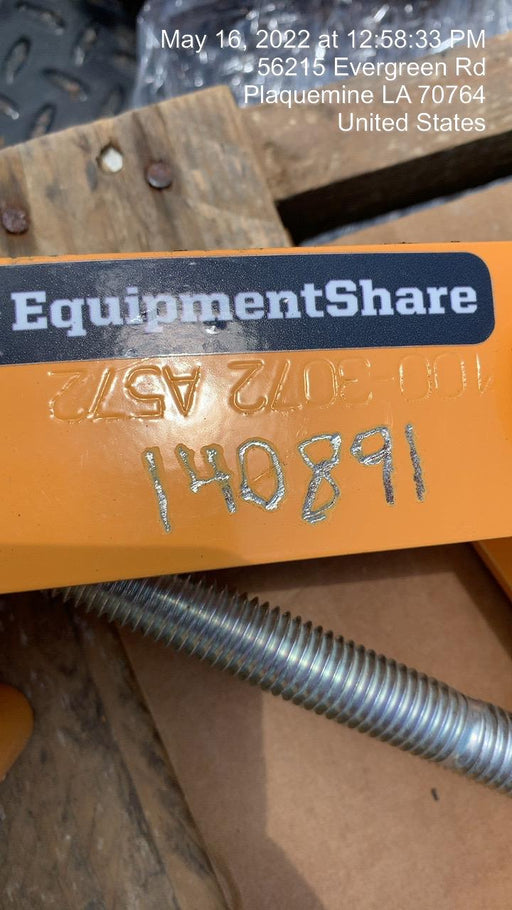 May 16, 2022 at 12:58:33 PM
56215 Evergreen Rd
Plaquemine LA 70764
United States
EquipmentShare
100-3072 A572
140891